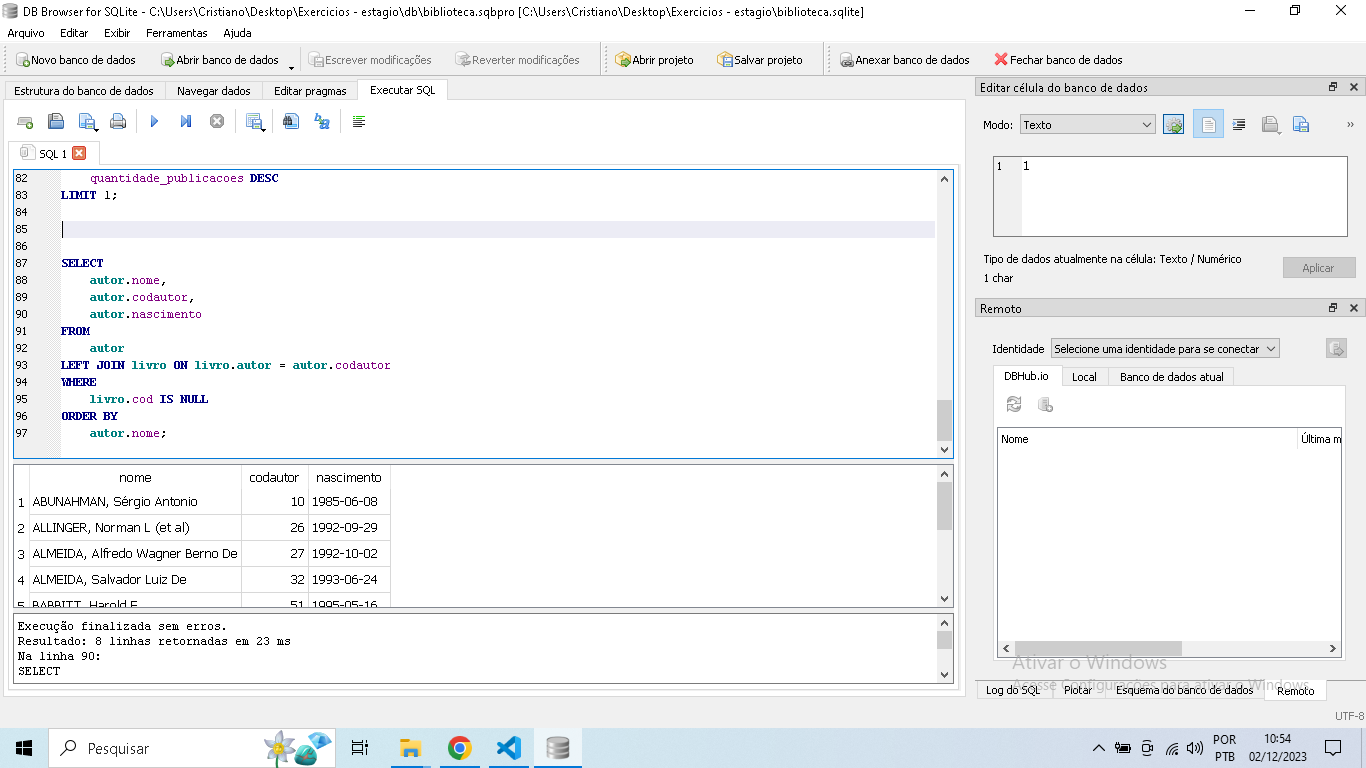 DB Browser for SQLite - C:\Users\Cristiano\Desktop\Exercicios - estagio\db\biblioteca.sqbpro [C:\Users\Cristiano\Desktop\Exercicios - estagio\biblioteca.sqlite]
Arquivo Editar Exibir Ferramentas Ajuda
Novo banco de dados Abrir banco de dados Escrever modificações Reverter modificações Abrir projeto Salvar projeto Anexar banco de dados Fechar banco de dados
Estrutura do banco de dados Navegar dados Editar pragmas Executar SQL
SQL 1
82 quantidade_publicacoes DESC
83 LIMIT 1;
84
85
86
87 SELECT
88 autor.nome,
89 autor.codautor,
90 autor.nascimento
91 FROM
92 autor
93 LEFT JOIN livro ON livro.autor = autor.codautor
94 WHERE
95 livro.cod IS NULL
96 ORDER BY
97 autor.nome;
nome codautor nascimento
1 ABUNAHMAN, Sérgio Antonio 10 1985-06-08
2 ALLINGER, Norman L (et al) 26 1992-09-29
3 ALMEIDA, Alfredo Wagner Berno De 27 1992-10-02
4 ALMEIDA, Salvador Luiz De 32 1993-06-24
5 BABBITT, Harold E 51 1995-05-16
Execução finalizada sem erros.
Resultado: 8 linhas retornadas em 23 ms
Na linha 90:
SELECT
Editar célula do banco de dados
Modo: Texto »
1 1
Tipo de dados atualmente na célula: Texto / Numérico
1 char
Aplicar
Remoto
Identidade Selecione uma identidade para se conectar
DBHub.io Local Banco de dados atual
Nome Última m
Ativar o Windows
Acesse Configurações para ativar o Windows.
Log do SQL Plotar Esquema do banco de dados Remoto
UTF-8
Pesquisar
POR
PTB
10:54
02/12/2023